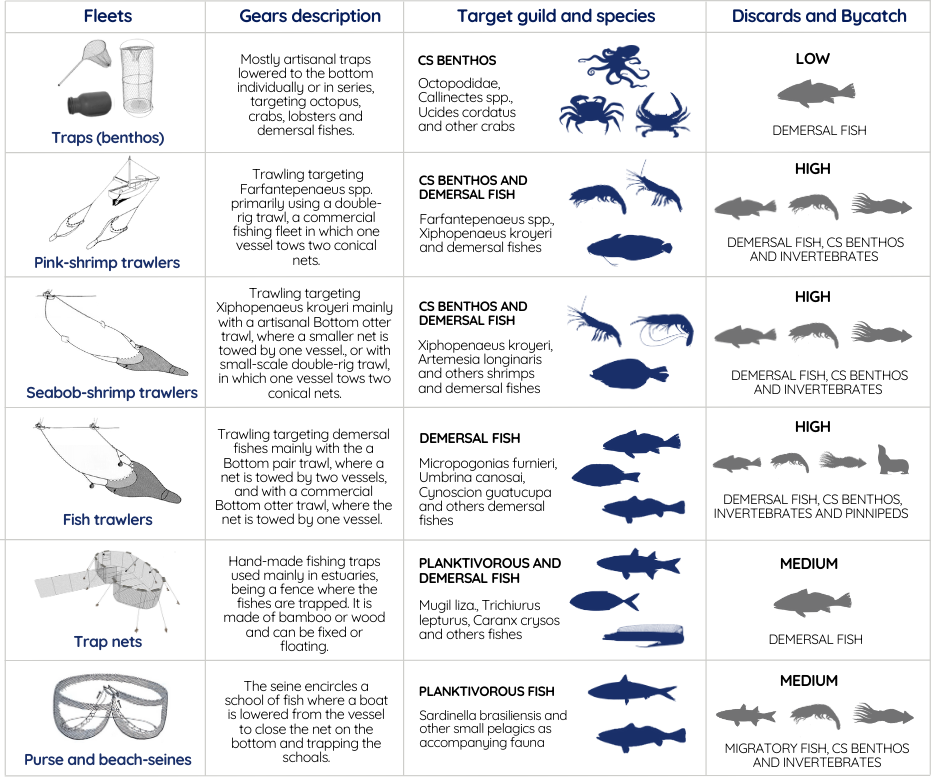 Fleets
Gears description
Target guild and species
Discards and Bycatch
Traps (benthos)
Mostly artisanal traps
lowered to the bottom
individually or in series,
targeting octopus,
crabs, lobsters and
demersal fishes.
CS BENTHOS
Octopodidae,
Callinectes spp.,
Ucides cordatus
and other crabs
LOW
DEMERSAL FISH
Pink-shrimp trawlers
Trawling targeting
Farfantepenaeus spp.
primarily using a double-
rig trawl, a commercial
fishing fleet in which one
vessel tows two conical
nets.
CS BENTHOS AND
DEMERSAL FISH
Farfantepenaeus spp.,
Xiphopenaeus kroyeri
and demersal fishes
HIGH
DEMERSAL FISH, CS BENTHOS
AND INVERTEBRATES
Seabob-shrimp trawlers
Trawling targeting
Xiphopenaeus kroyeri mainly
with a artisanal Bottom otter
trawl, where a smaller net is
towed by one vessel., or with
small-scale double-rig trawl,
in which one vessel tows two
conical nets.
CS BENTHOS AND
DEMERSAL FISH
Xiphopenaeus kroyeri,
Artemesia longinaris
and others shrimps
and demersal fishes
HIGH
DEMERSAL FISH, CS BENTHOS
AND INVERTEBRATES
Fish trawlers
Trawling targeting demersal
fishes mainly with the a
Bottom pair trawl, where a
net is towed by two vessels,
and with a commercial
Bottom otter trawl, where the
net is towed by one vessel.
DEMERSAL FISH
Micropogonias furnieri,
Umbrina canosai,
Cynoscion guatucupa
and others demersal
fishes
HIGH
DEMERSAL FISH, CS BENTHOS,
INVERTEBRATES AND PINNIPEDS
Trap nets
Hand-made fishing traps
used mainly in estuaries,
being a fence where the
fishes are trapped. It is
made of bamboo or wood
and can be fixed or
floating.
PLANKTIVOROUS AND
DEMERSAL FISH
Mugil liza., Trichiurus
lepturus, Caranx crysos
and others fishes
MEDIUM
DEMERSAL FISH
Purse and beach-seines
The seine encircles a
school of fish where a boat
is lowered from the vessel
to close the net on the
bottom and trapping the
schoals.
PLANKTIVOROUS FISH
Sardinella brasiliensis and
other small pelagics as
accompanying fauna
MEDIUM
MIGRATORY FISH, CS BENTHOS
AND INVERTEBRATES